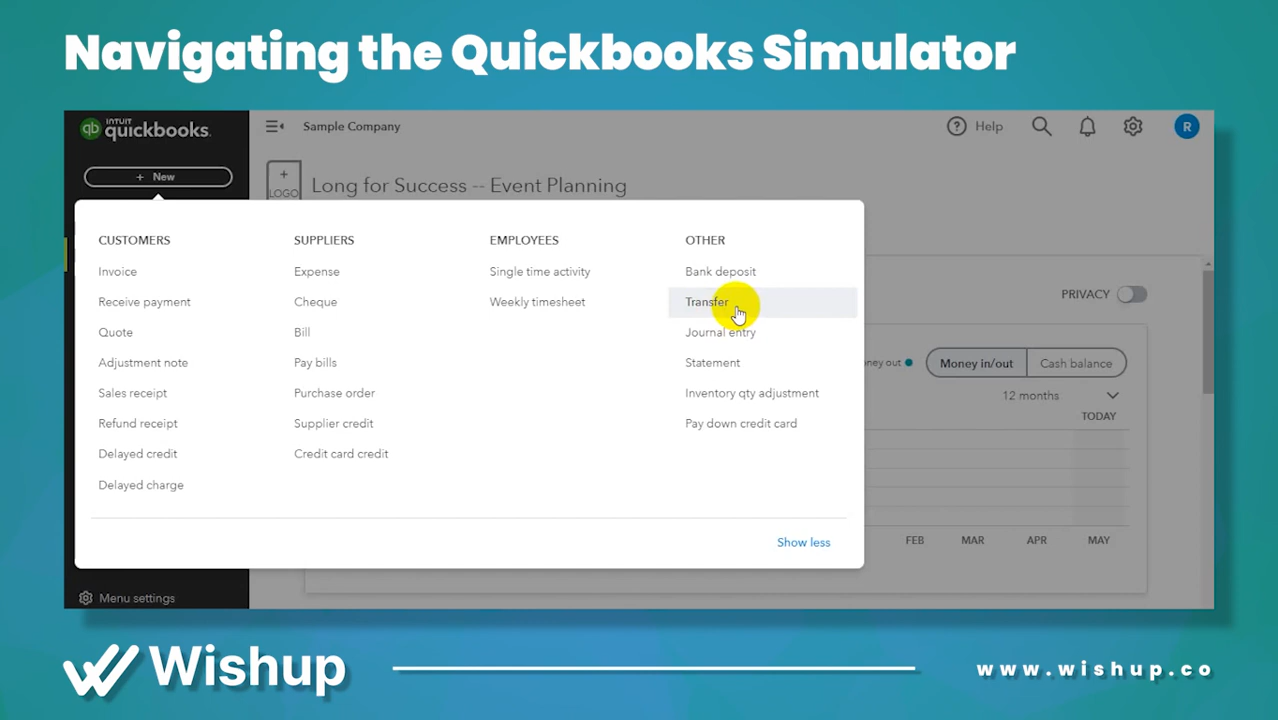 Navigating the Quickbooks Simulator
qb INTUIT quickbooks.
Sample Company
Help
R
+ New
+ LOGO
Long for Success -- Event Planning
CUSTOMERS
Invoice
Receive payment
Quote
Adjustment note
Sales receipt
Refund receipt
Delayed credit
Delayed charge
SUPPLIERS
Expense
Cheque
Bill
Pay bills
Purchase order
Supplier credit
Credit card credit
EMPLOYEES
Single time activity
Weekly timesheet
OTHER
Bank deposit
Transfer
Journal entry
Statement
Inventory qty adjustment
Pay down credit card
Show less
PRIVACY
out
Money in/out
Cash balance
12 months
TODAY
FEB MAR APR MAY
Menu settings
Wishup
www.wishup.co